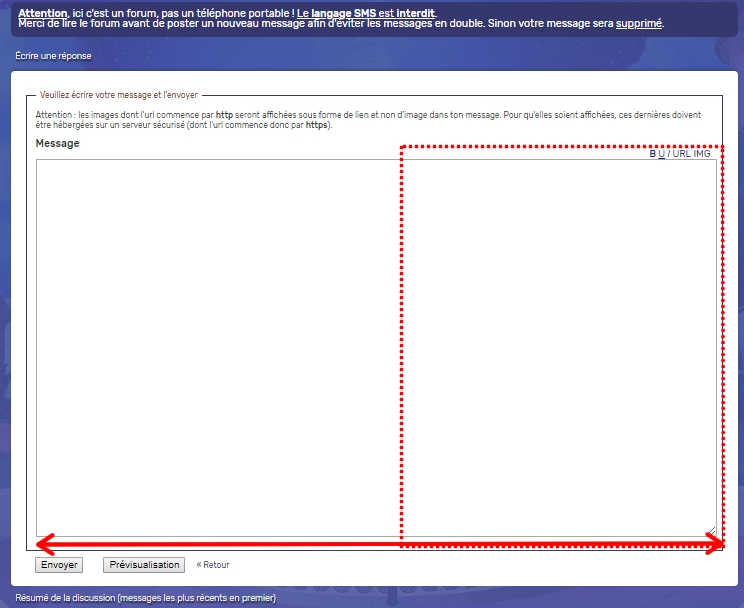 Attention, ici c'est un forum, pas un téléphone portable ! Le langage SMS est interdit.
Merci de lire le forum avant de poster un nouveau message afin d'éviter les messages en double. Sinon votre message sera supprimé.
Écrire une réponse
Veuillez écrire votre message et l'envoyer
Attention : les images dont l'url commence par http seront affichées sous forme de lien et non d'image dans ton message. Pour qu'elles soient affichées, ces dernières doivent
être hébergées sur un serveur sécurisé (dont l'url commence donc par https).
Message
B U I URL IMG
Envoyer Prévisualisation « Retour
Résumé de la discussion (messages les plus récents en premier)